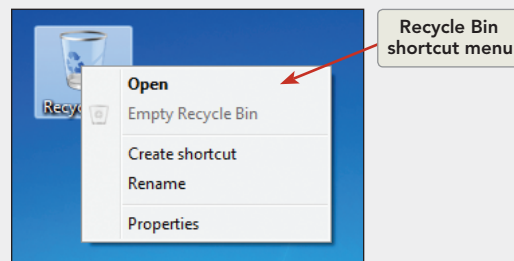 Recycle Bin
shortcut menu
Open
Empty Recycle Bin
Create shortcut
Rename
Properties